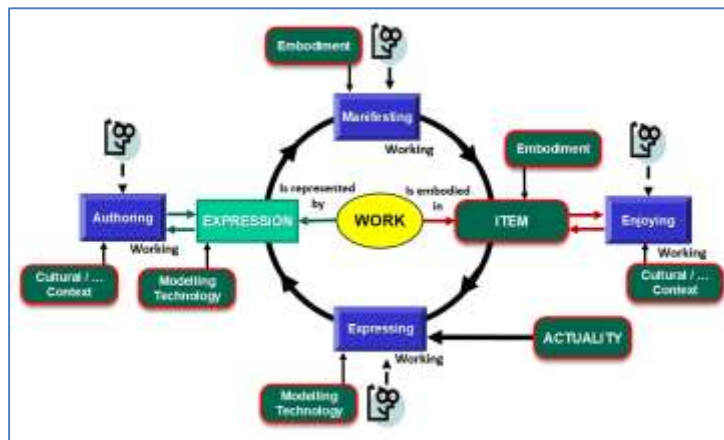 Embodiment
Manifesting
Working
Embodiment
Authoring
Working
Is represented
by
EXPRESSION
WORK
Is embodied
in
ITEM
Enjoying
Working
Cultural / ...
Context
Modelling
Technology
Cultural / ...
Context
Expressing
Working
ACTUALITY
Modelling
Technology